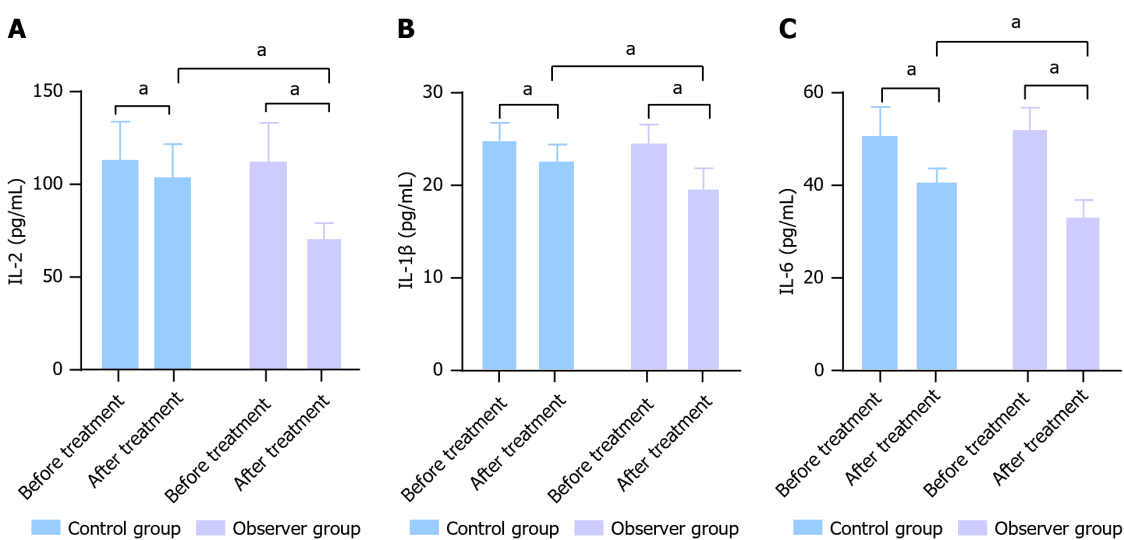 A
a
a
a
150
100
50
0
IL-2 (pg/mL)
Before treatment
After treatment
Before treatment
After treatment
Control group
Observer group
B
a
a
a
30
20
10
0
IL-1β (pg/mL)
Before treatment
After treatment
Before treatment
After treatment
Control group
Observer group
C
a
a
a
60
40
20
0
IL-6 (pg/mL)
Before treatment
After treatment
Before treatment
After treatment
Control group
Observer group